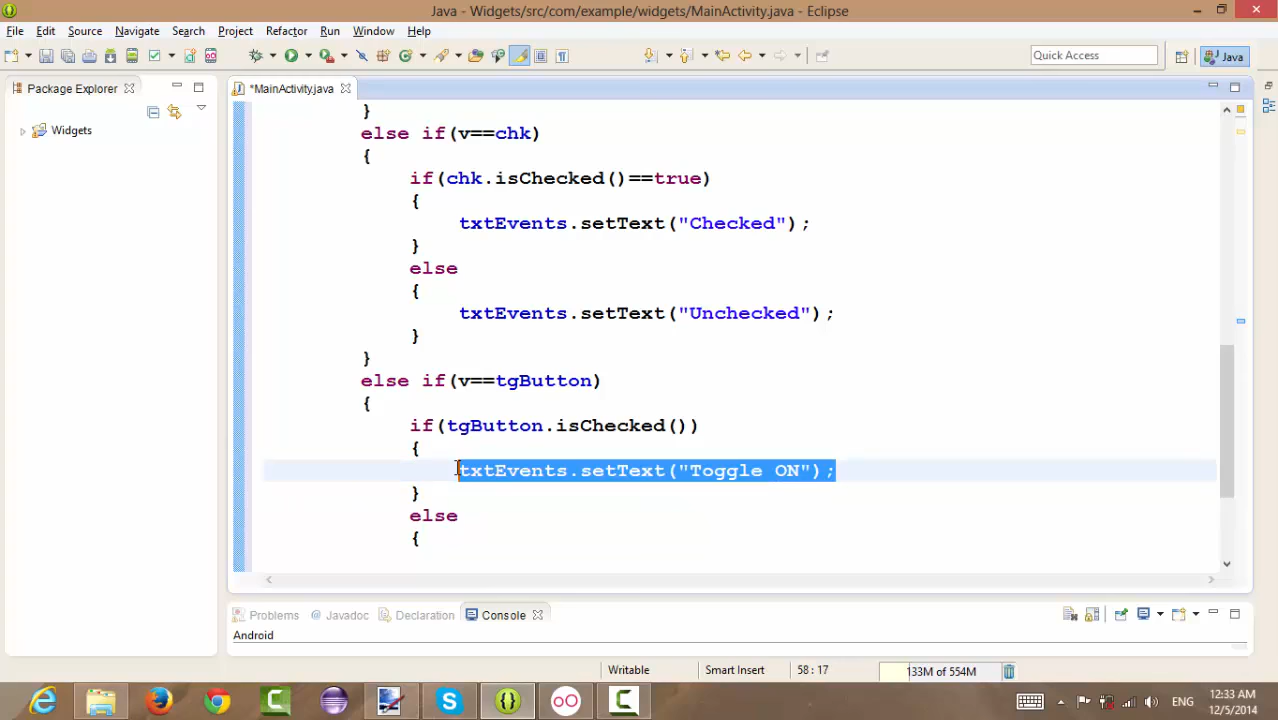 Java - Widgets/src/com/example/widgets/MainActivity.java - Eclipse
File Edit Source Navigate Search Project Refactor Run Window Help
Quick Access
Java
Package Explorer
*MainActivity.java
Widgets
}
else if(v==chk)
{
if(chk.isChecked()==true)
{
txtEvents.setText("Checked");
}
else
{
txtEvents.setText("Unchecked");
}
}
else if(v==tgButton)
{
if(tgButton.isChecked())
{
txtEvents.setText("Toggle ON");
}
else
{
Problems Javadoc Declaration Console
Android
Writable Smart Insert 58 : 17 133M of 554M
ENG
12:33 AM
12/5/2014